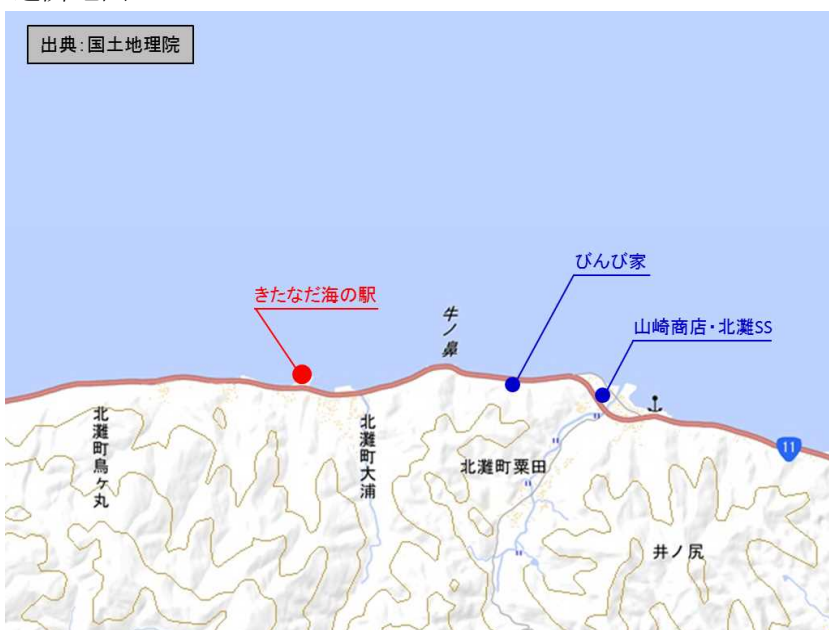 出典：国土地理院
びんび家
きたなだ海の駅
牛ノ鼻
山崎商店・北灘SS
北灘町鳥ケ丸
北灘町大浦
北灘町粟田
11
井ノ尻